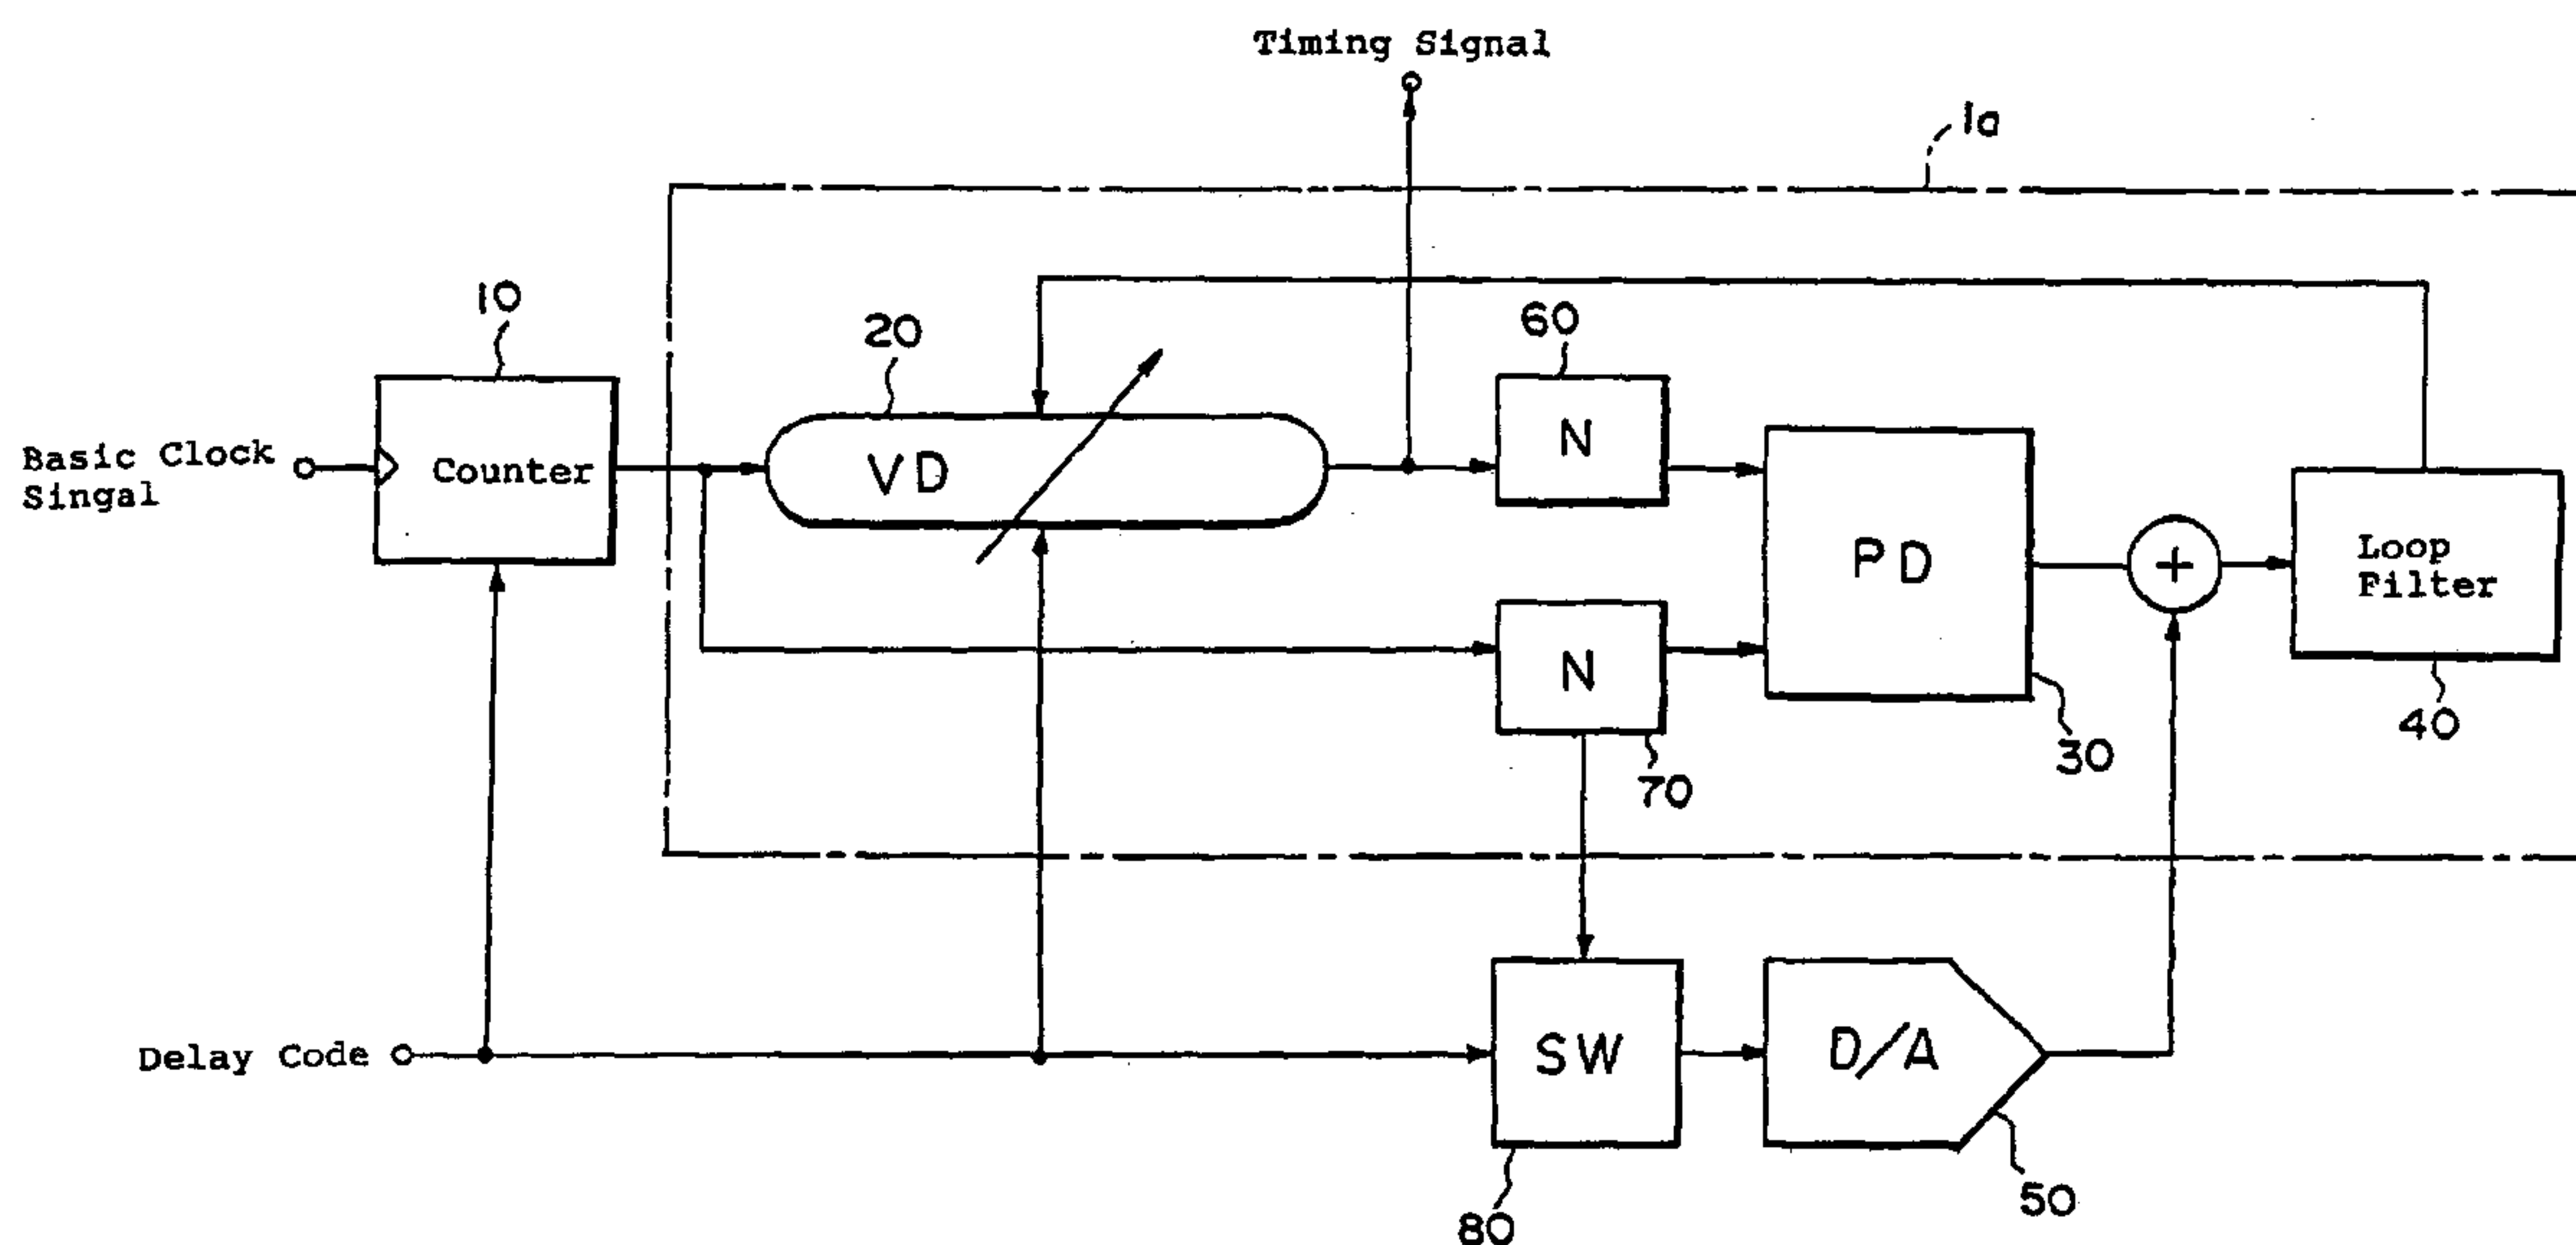 Timing Signal
1a
10
20
60
Basic Clock
Singal
Counter
VD
N
PD
+
Loop
Filter
N
40
30
70
Delay Code
SW
D/A
50
80